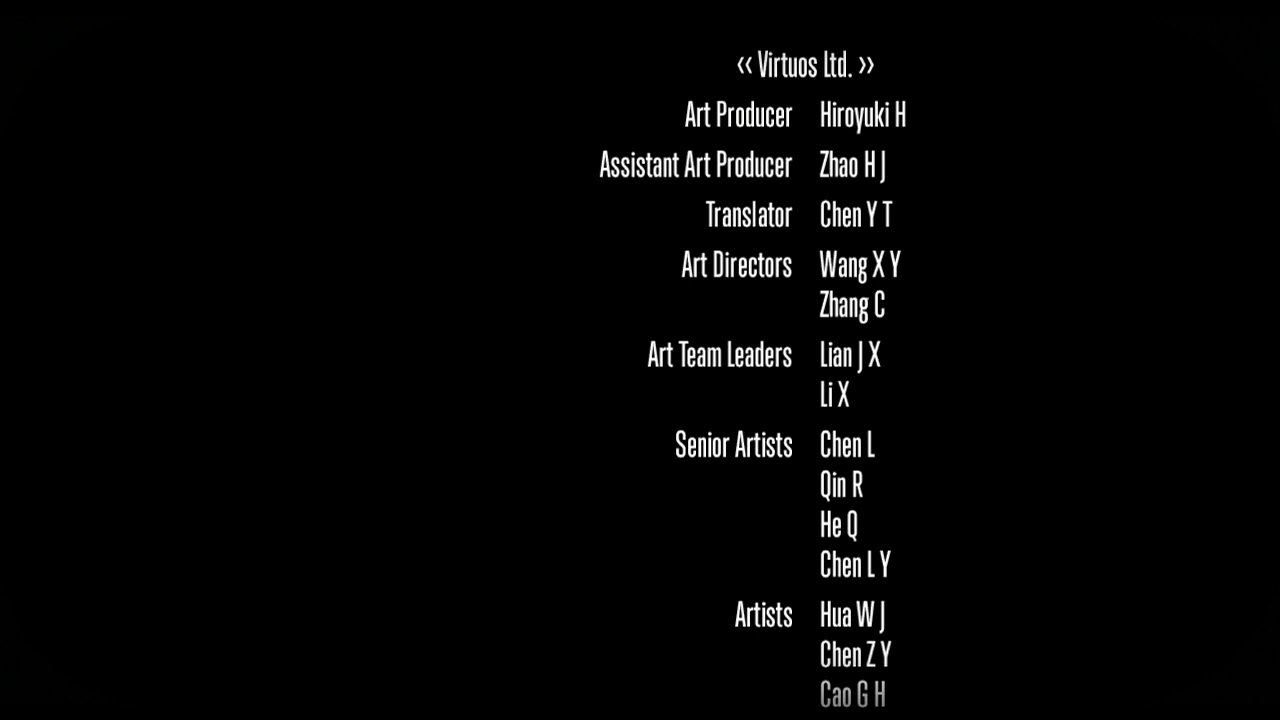 ‹‹ Virtuos Ltd. ››
Art Producer Hiroyuki H
Assistant Art Producer Zhao H J
Translator Chen Y T
Art Directors Wang X Y
Zhang C
Art Team Leaders Lian J X
Li X
Senior Artists Chen L
Qin R
He Q
Chen L Y
Artists Hua W J
Chen Z Y
Cao G H